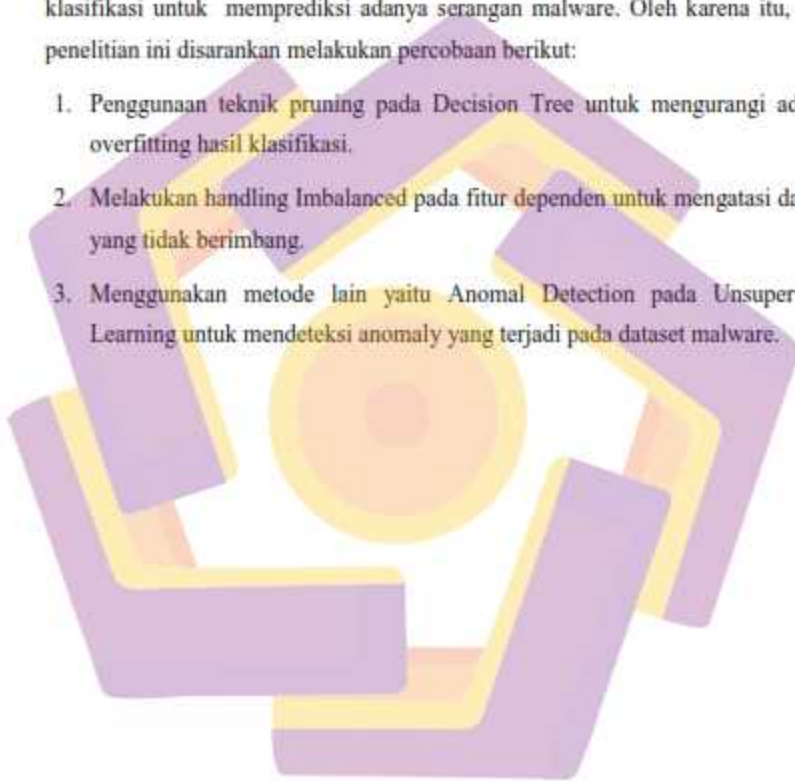 klasifikasi untuk memprediksi adanya serangan malware. Oleh karena itu,
penelitian ini disarankan melakukan percobaan berikut:
1. Penggunaan teknik pruning pada Decision Tree untuk mengurangi ad
overfitting hasil klasifikasi.
2. Melakukan handling Imbalanced pada fitur dependen untuk mengatasi da
yang tidak berimbang.
3. Menggunakan metode lain yaitu Anomal Detection pada Unsuper
Learning untuk mendeteksi anomaly yang terjadi pada dataset malware.